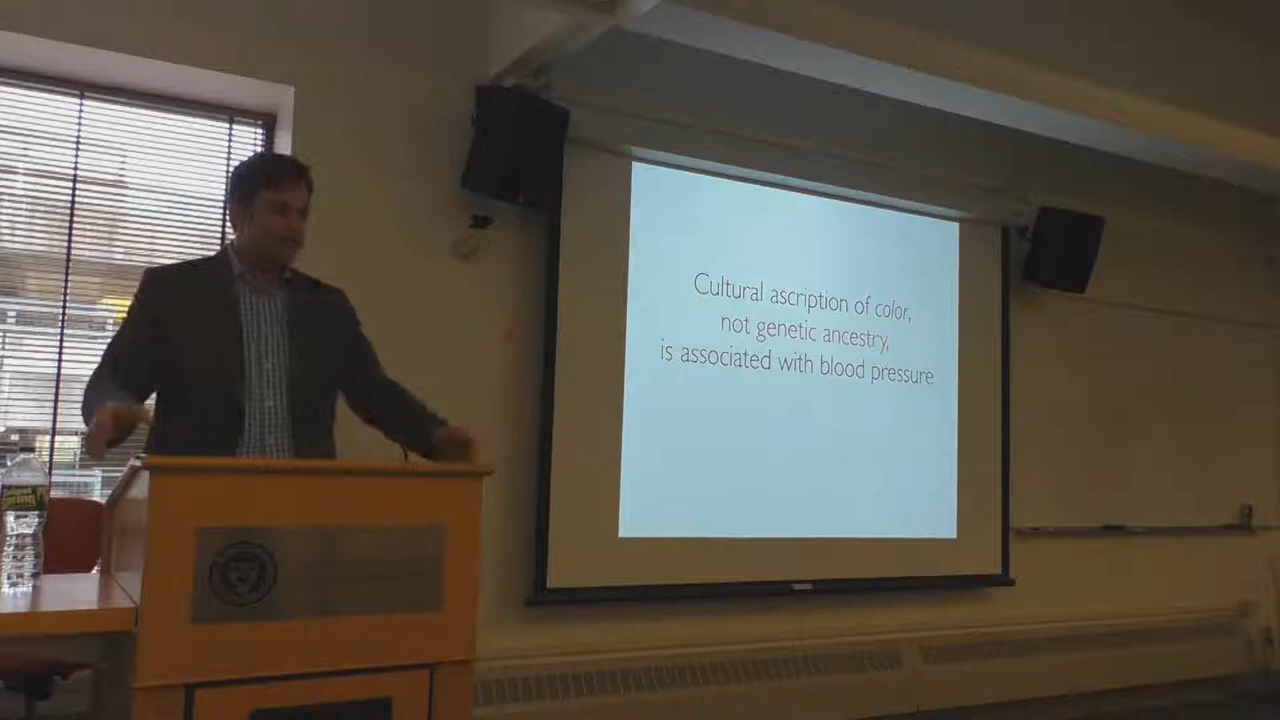 Cultural ascription of color,
not genetic ancestry,
is associated with blood pressure